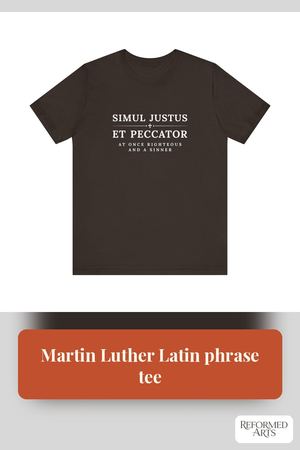 SIMUL JUSTUS
ET PECCATOR
AT ONCE RIGHTEOUS
AND A SINNER
Martin Luther Latin phrase
tee
REFORMED
ARTS